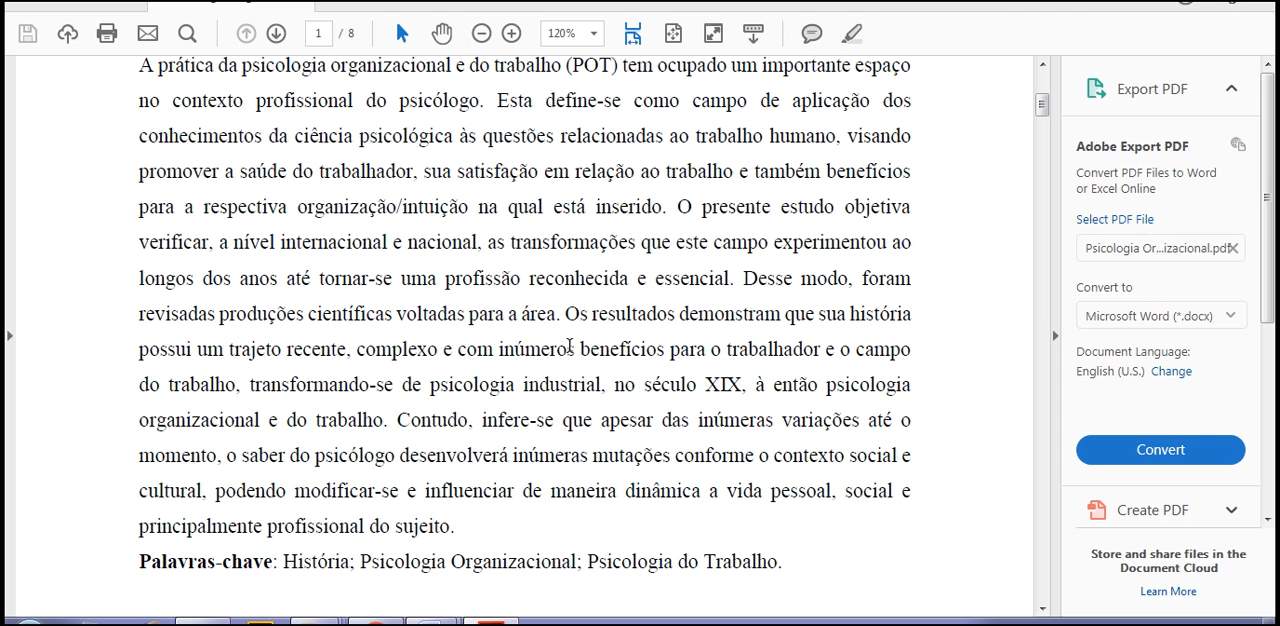 1 / 8
120%
A prática da psicologia organizacional e do trabalho (POT) tem ocupado um importante espaço
no contexto profissional do psicólogo. Esta define-se como campo de aplicação dos
conhecimentos da ciência psicológica às questões relacionadas ao trabalho humano, visando
promover a saúde do trabalhador, sua satisfação em relação ao trabalho e também benefícios
para a respectiva organização/intuição na qual está inserido. O presente estudo objetiva
verificar, a nível internacional e nacional, as transformações que este campo experimentou ao
longos dos anos até tornar-se uma profissão reconhecida e essencial. Desse modo, foram
revisadas produções científicas voltadas para a área. Os resultados demonstram que sua história
possui um trajeto recente, complexo e com inúmeros benefícios para o trabalhador e o campo
do trabalho, transformando-se de psicologia industrial, no século XIX, à então psicologia
organizacional e do trabalho. Contudo, infere-se que apesar das inúmeras variações até o
momento, o saber do psicólogo desenvolverá inúmeras mutações conforme o contexto social e
cultural, podendo modificar-se e influenciar de maneira dinâmica a vida pessoal, social e
principalmente profissional do sujeito.
Palavras-chave: História; Psicologia Organizacional; Psicologia do Trabalho.
Export PDF
Adobe Export PDF
Convert PDF Files to Word
or Excel Online
Select PDF File
Psicologia Or...izacional.pdf
Convert to
Microsoft Word (*.docx)
Document Language:
English (U.S.) Change
Convert
Create PDF
Store and share files in the
Document Cloud
Learn More